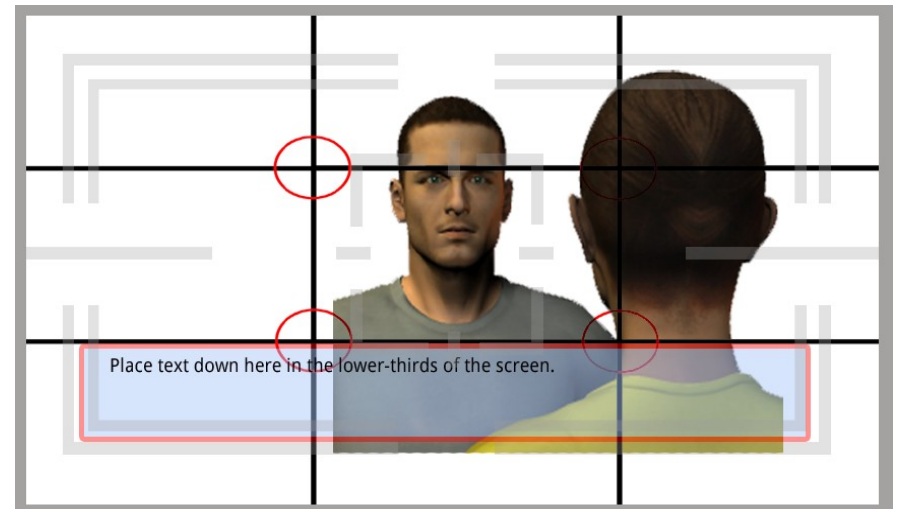 Place text down here in the lower-thirds of the screen.